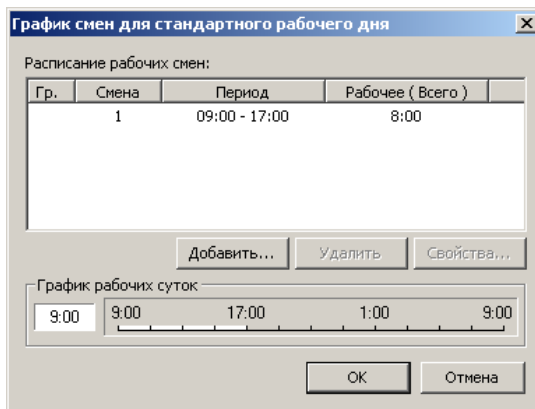 График смен для стандартного рабочего дня
Расписание рабочих смен:
Гр. Смена Период Рабочее ( Всего )
1 09:00 - 17:00 8:00
Добавить... Удалить Свойства...
График рабочих суток
9:00 9:00 17:00 1:00 9:00
OK Отмена